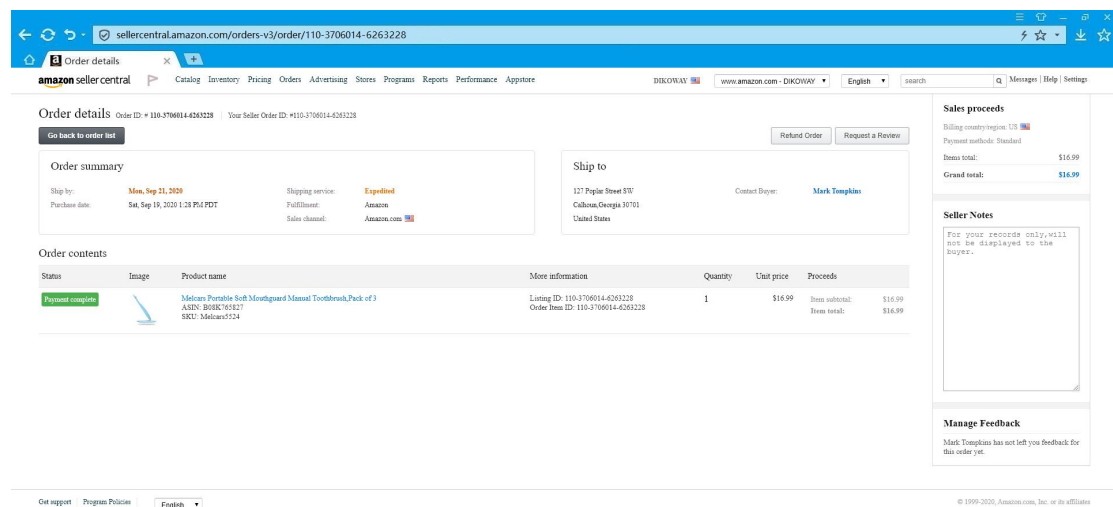 sellercentral.amazon.com/orders-v3/order/110-3706014-6263228
a Order details × +
amazon seller central Catalog Inventory Pricing Orders Advertising Stores Programs Reports Performance Appstore DIKOWAY www.amazon.com - DIKOWAY English search Messages | Help | Settings
Order details Order ID: # 110-3706014-6263228 Your Seller Order ID: #110-3706014-6263228
Go back to order list Refund Order Request a Review
Order summary
Ship by: Mon, Sep 21, 2020 Shipping service: Expedited
Purchase date: Sat, Sep 19, 2020 1:28 PM PDT Fulfillment: Amazon
Sales channel: Amazon.com
Ship to
127 Poplar Street SW Contact Buyer: Mark Tompkins
Calhoun,Georgia 30701
United States
Order contents
Status Image Product name More information Quantity Unit price Proceeds
Payment complete Melcars Portable Soft Mouthguard Manual Toothbrush,Pack of 3 Listing ID: 110-3706014-6263228 1 $16.99 Item subtotal: $16.99
ASIN: B08K765827 Order Item ID: 110-3706014-6263228 Item total: $16.99
SKU: Melcars5524
Sales proceeds
Billing country/region: US
Payment methods: Standard
Items total: $16.99
Grand total: $16.99
Seller Notes
For your records only,will
not be displayed to the
buyer.
Manage Feedback
Mark Tompkins has not left you feedback for
this order yet.
Get support Program Policies English © 1999-2020, Amazon.com, Inc. or its affiliates